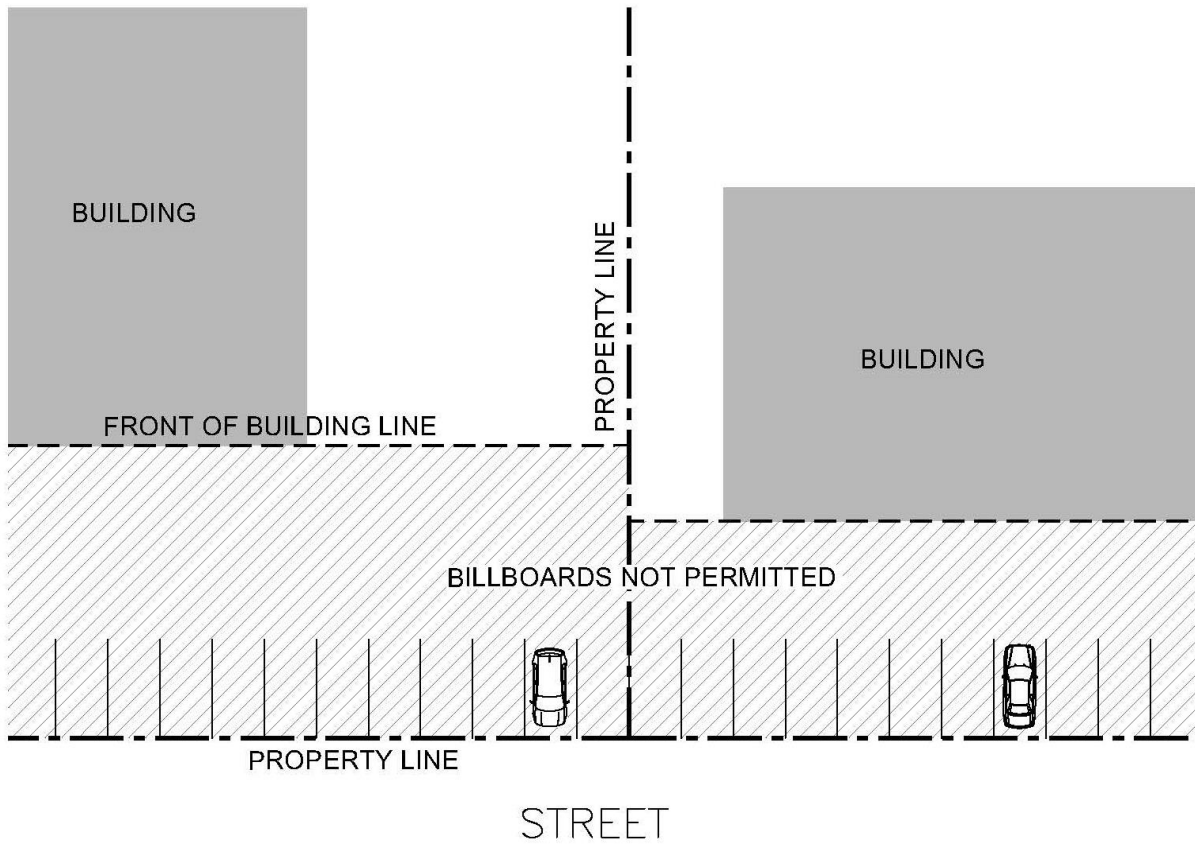 BUILDING
PROPERTY LINE
BUILDING
FRONT OF BUILDING LINE
BILLBOARDS NOT PERMITTED
PROPERTY LINE
STREET